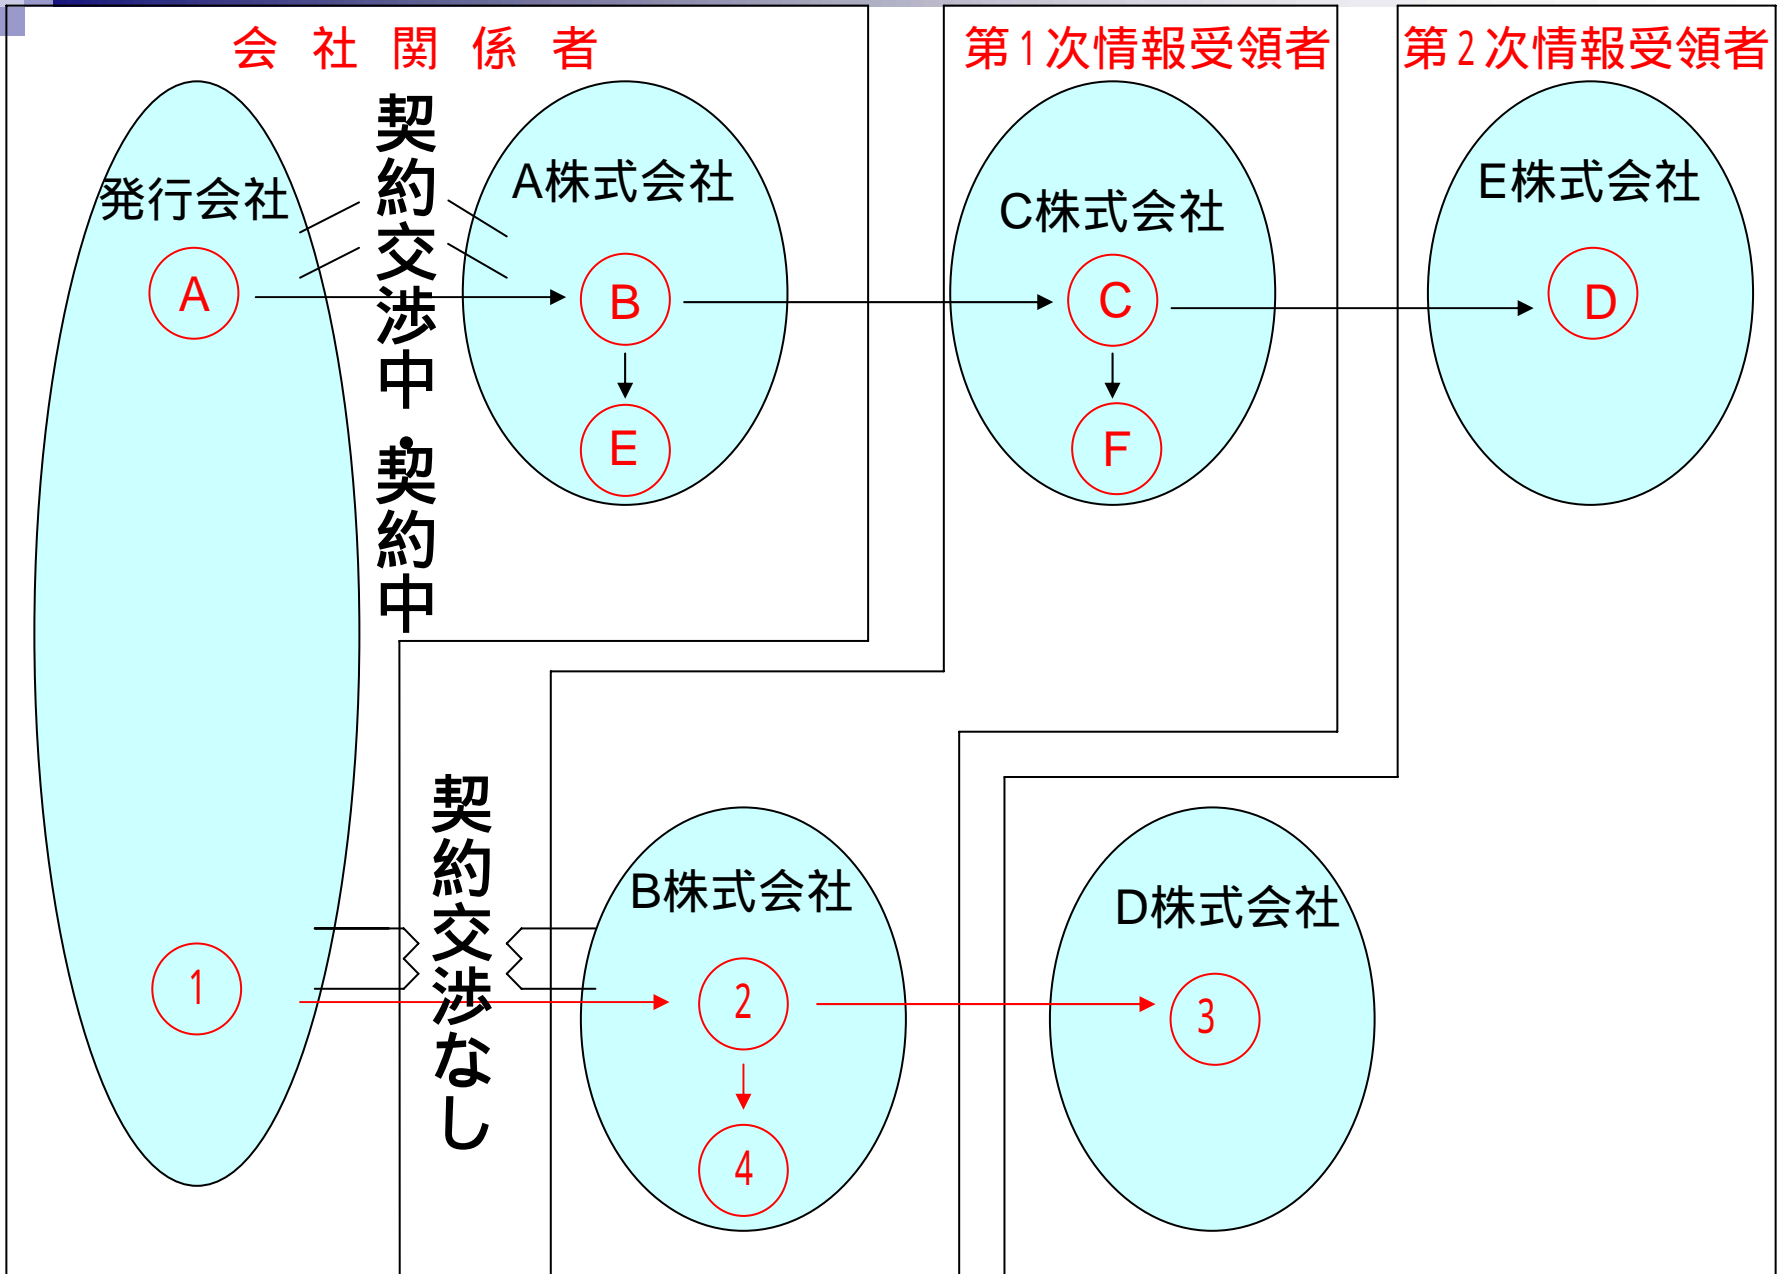 会社関係者
第1次情報受領者
第2次情報受領者
契約交渉中・契約中
発行会社
A株式会社
C株式会社
E株式会社
A
B
C
D
E
F
契約交渉なし
B株式会社
D株式会社
1
2
3
4